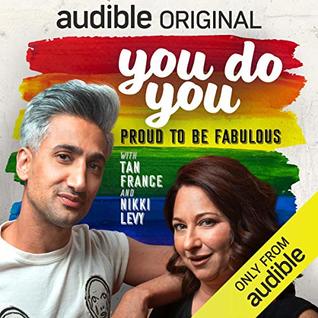 audible ORIGINAL
you do
you
PROUD TO BE FABULOUS
WITH
TAN
FRANCE
AND
NIKKI
LEVY
ONLY FROM
audible